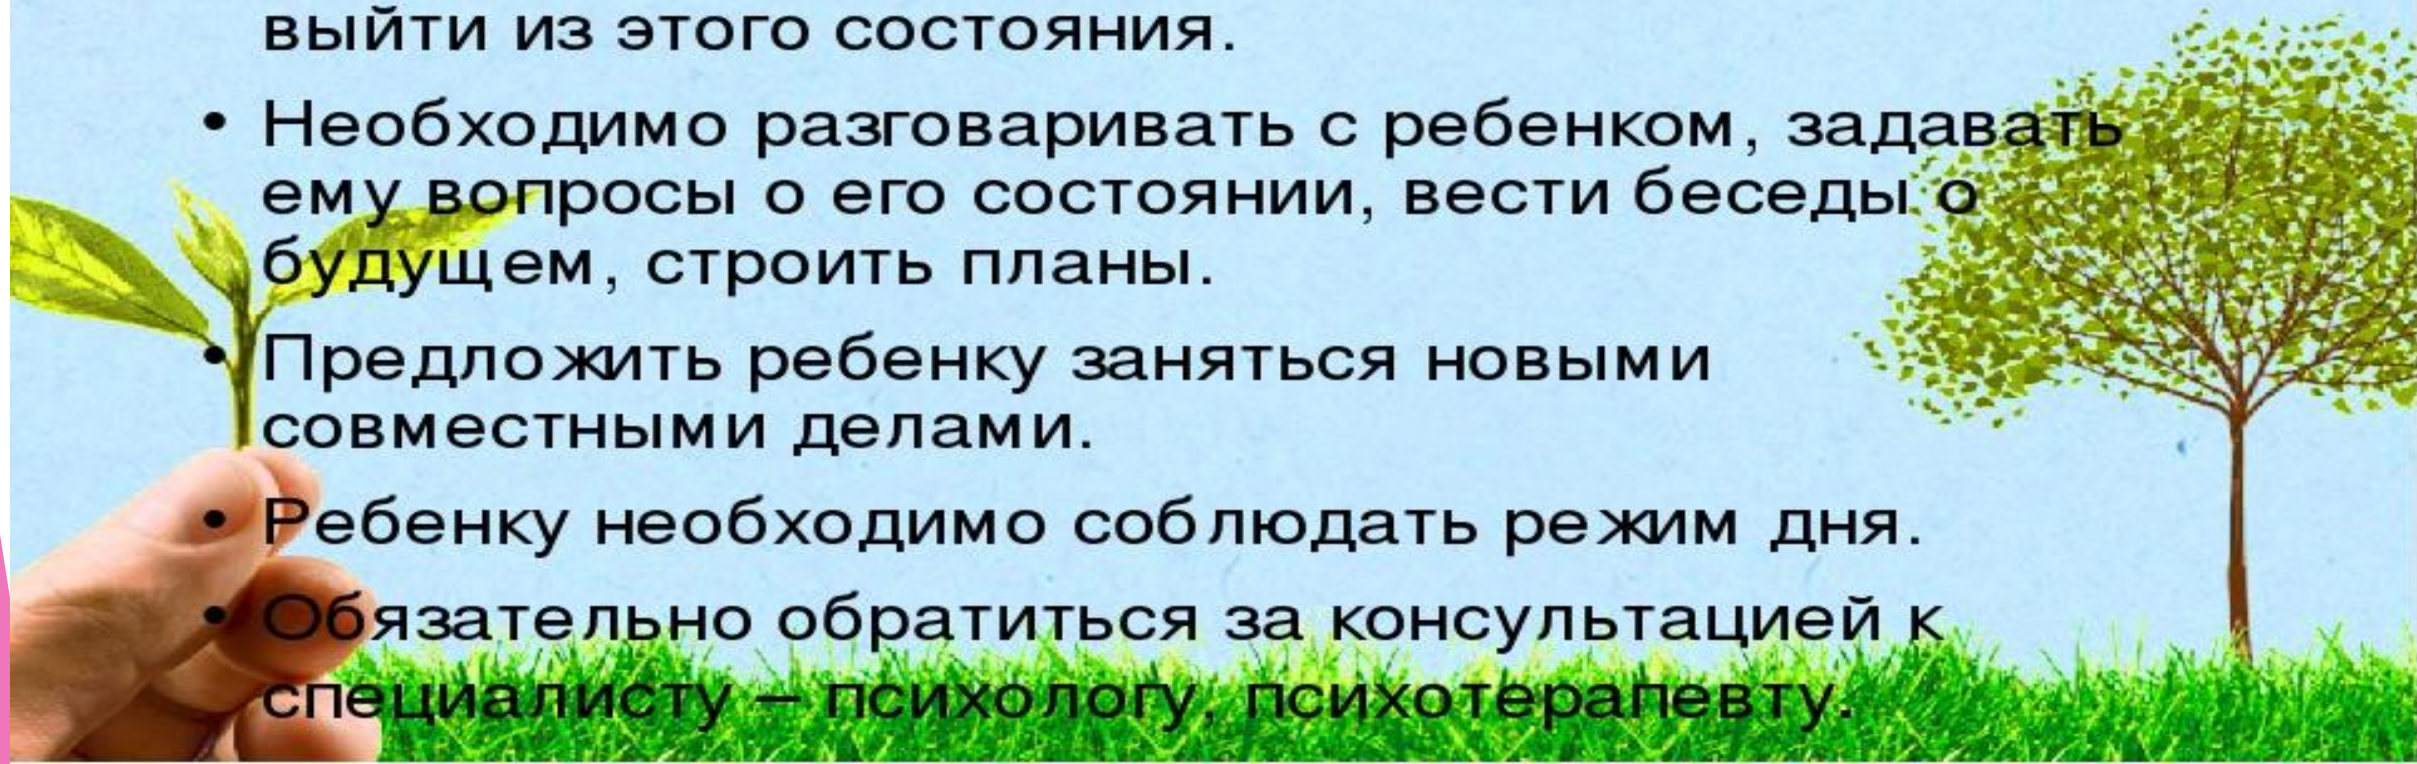 выйти из этого состояния.
• Необходимо разговаривать с ребенком, задавать
ему вопросы о его состоянии, вести беседы о
будущем, строить планы.
• Предложить ребенку заняться новыми
совместными делами.
• Ребенку необходимо соблюдать режим дня.
• Обязательно обратиться за консультацией к
специалисту – психологу, психотерапевту.